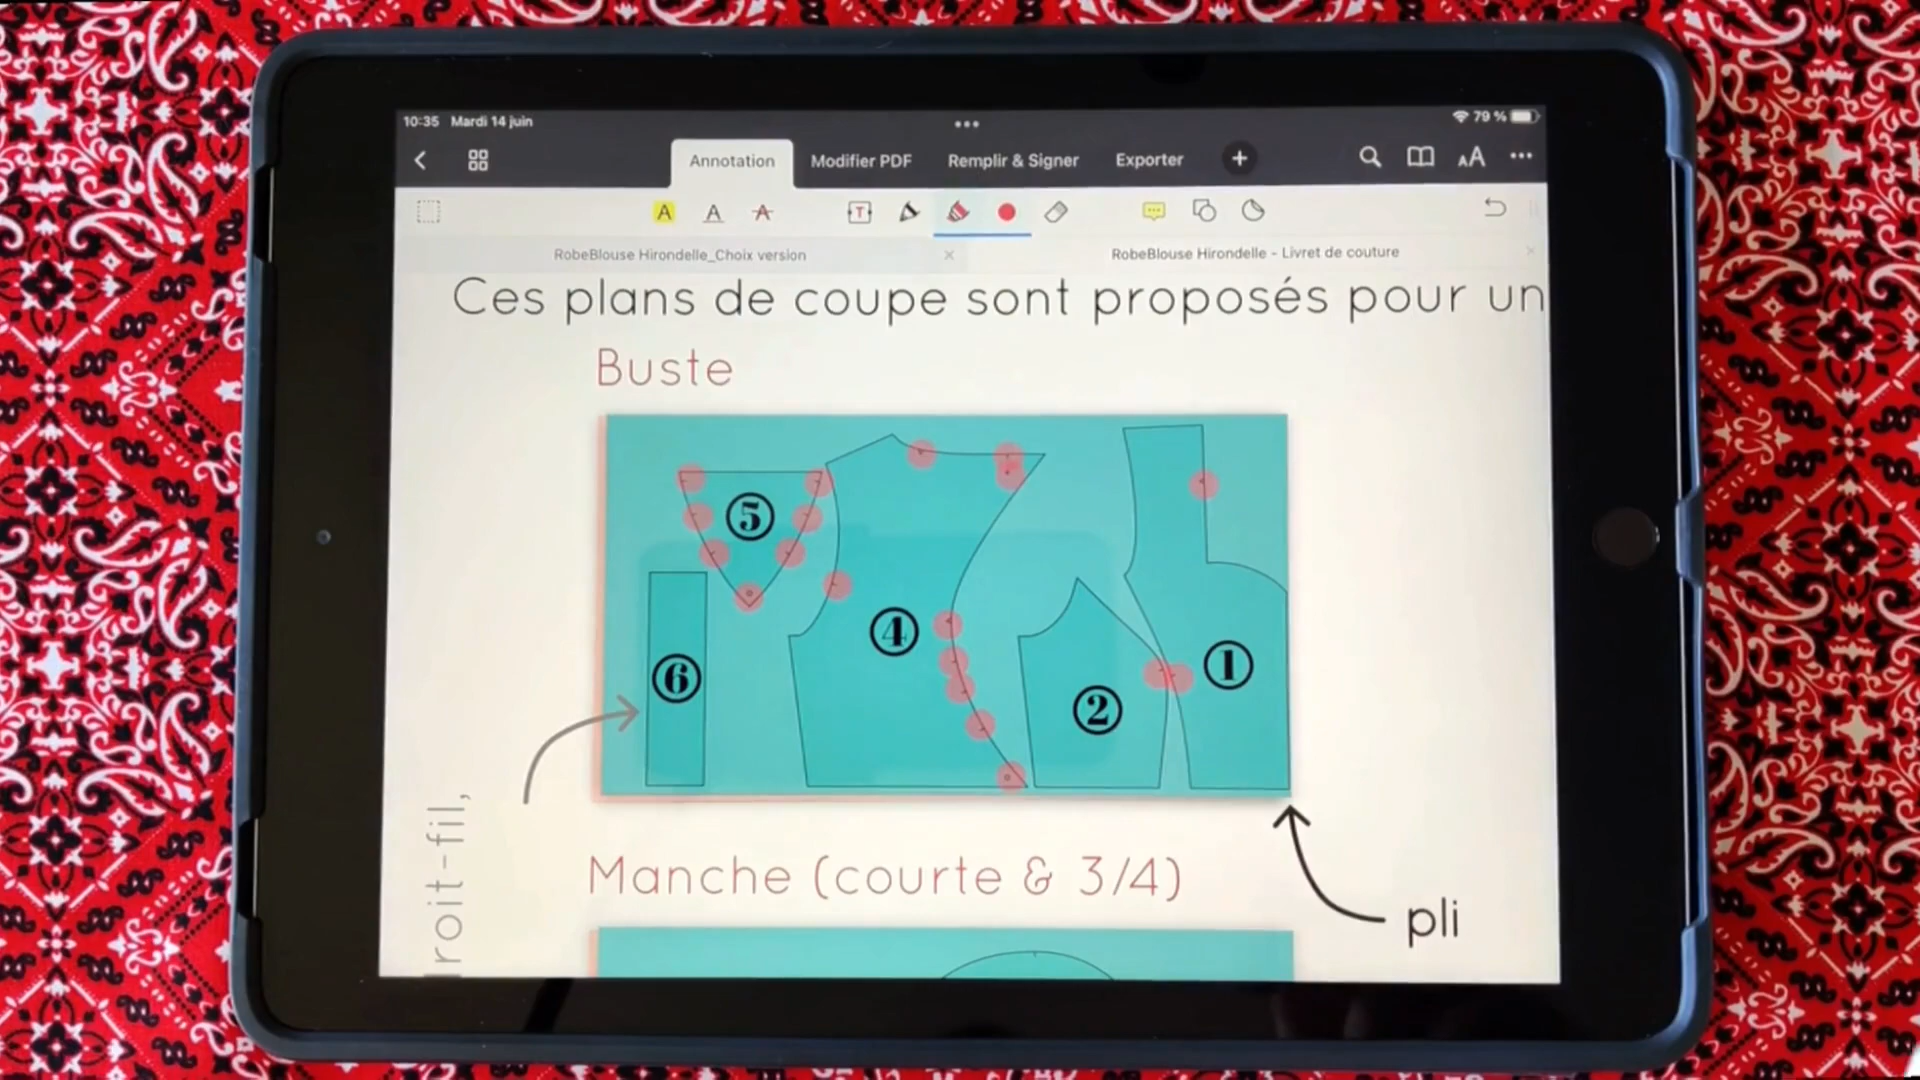 10:35 Mardi 14 juin
79 %
Annotation
Modifier PDF
Remplir & Signer
Exporter
AA
A
A
A
T
RobeBlouse Hirondelle_Choix version
RobeBlouse Hirondelle - Livret de couture
Ces plans de coupe sont proposés pour un
Buste
5
4
6
2
1
roit-fil,
Manche (courte & 3/4)
pli